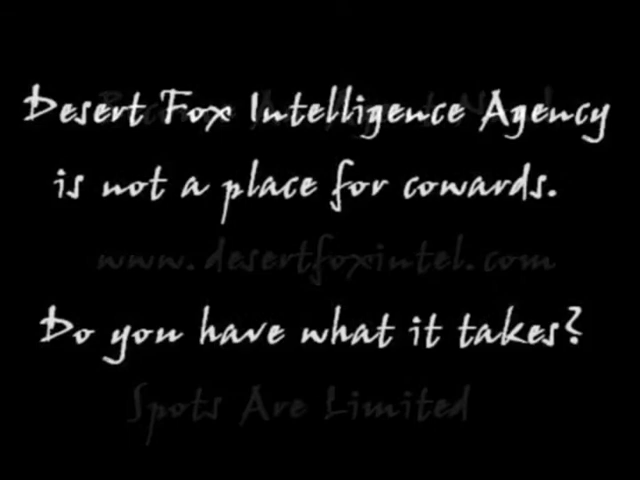 Desert Fox Intelligence Agency
is not a place for cowards.
www.desertfoxintel.com
Do you have what it takes?
Spots Are Limited